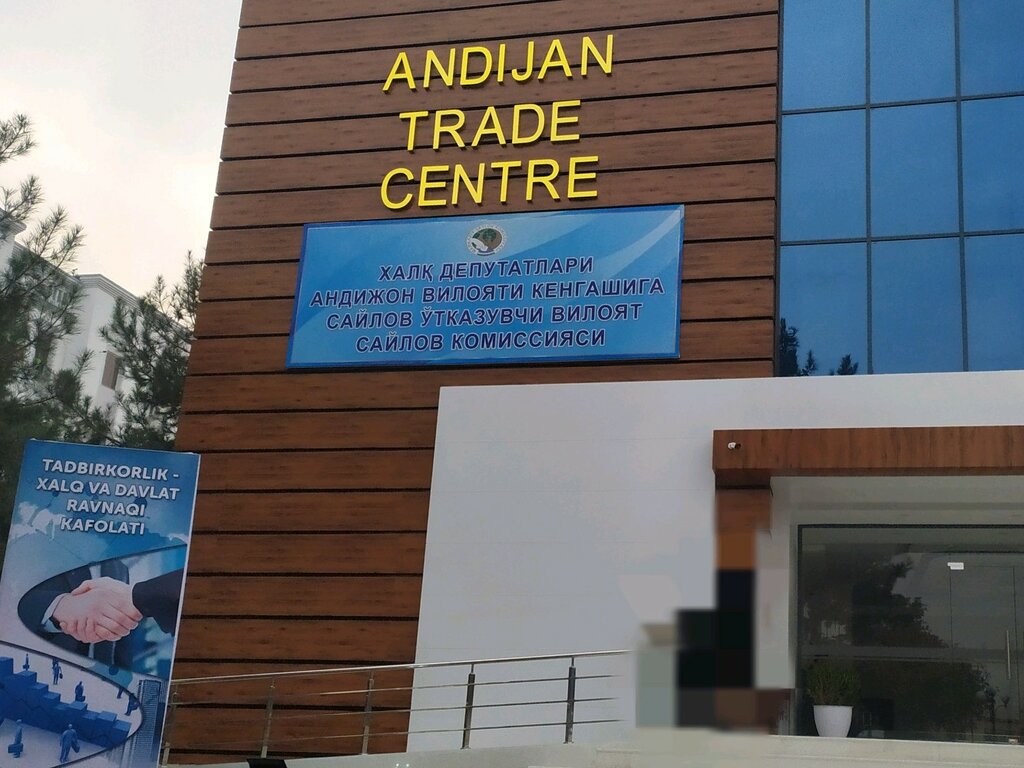 ANDIJAN
TRADE
CENTRE
ХАЛҚ ДЕПУТАТЛАРИ
АНДИЖОН ВИЛОЯТИ КЕНГАШИГА
САЙЛОВ ЎТКАЗУВЧИ ВИЛОЯТ
САЙЛОВ КОМИССИЯСИ
TADBIRKORLIK -
XALQ VA DAVLAT
RAVNAQI
KAFOLATI